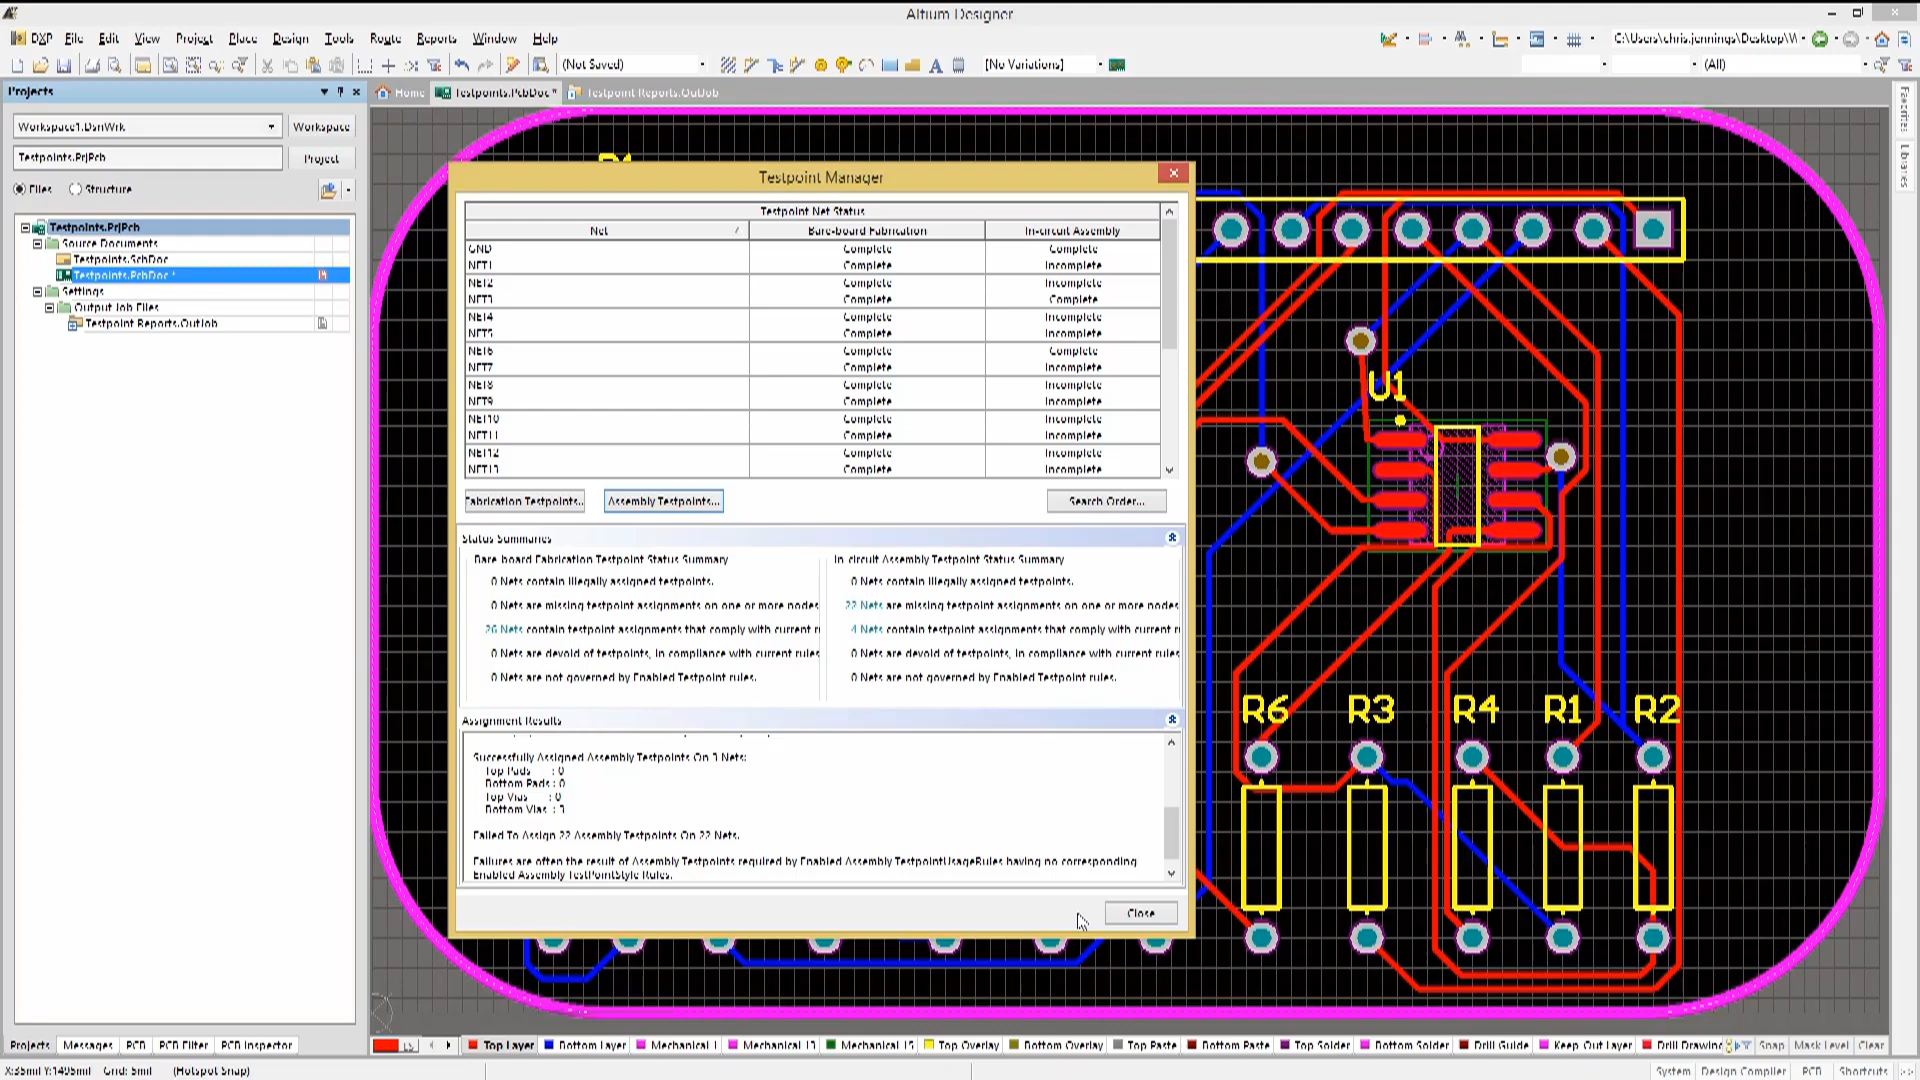 Altium Designer
DXP File Edit View Project Place Design Tools Route Reports Window Help
C:\Users\chris.jennings\Desktop\W
(Not Saved) [No Variations] (All)
Projects
Home Testpoints.PcbDoc * Testpoint Reports.OutJob
Workspace1.DsnWrk Workspace
Testpoints.PrjPcb Project
Files Structure
Testpoints.PrjPcb
Source Documents
Testpoints.SchDoc
Testpoints.PcbDoc *
Settings
Output Job Files
Testpoint Reports.OutJob
Favorites
Libraries
Testpoint Manager
Testpoint Net Status
Net Bare-board Fabrication In-circuit Assembly
GND Complete Complete
NET1 Complete Incomplete
NET2 Complete Incomplete
NET3 Complete Complete
NET4 Complete Incomplete
NET5 Complete Incomplete
NET6 Complete Complete
NET7 Complete Incomplete
NET8 Complete Incomplete
NET9 Complete Incomplete
NET10 Complete Incomplete
NET11 Complete Incomplete
NET12 Complete Incomplete
NET13 Complete Incomplete
Fabrication Testpoints... Assembly Testpoints... Search Order...
Status Summaries
Bare-board Fabrication Testpoint Status Summary
0 Nets contain illegally assigned testpoints.
0 Nets are missing testpoint assignments on one or more nodes
26 Nets contain testpoint assignments that comply with current r
0 Nets are devoid of testpoints, in compliance with current rules
0 Nets are not governed by Enabled Testpoint rules.
In-circuit Assembly Testpoint Status Summary
0 Nets contain illegally assigned testpoints.
22 Nets are missing testpoint assignments on one or more nodes
4 Nets contain testpoint assignments that comply with current r
0 Nets are devoid of testpoints, in compliance with current rules
0 Nets are not governed by Enabled Testpoint rules.
Assignment Results
Successfully Assigned Assembly Testpoints On 3 Nets:
Top Pads : 0
Bottom Pads : 0
Top Vias : 0
Bottom Vias : 3
Failed To Assign 22 Assembly Testpoints On 22 Nets.
Failures are often the result of Assembly Testpoints required by Enabled Assembly TestpointUsageRules having no corresponding
Enabled Assembly TestPointStyle Rules.
Close
U1
R6 R3 R4 R1 R2
Projects Messages PCB PCB Filter PCB Inspector
LS Top Layer Bottom Layer Mechanical 1 Mechanical 13 Mechanical 15 Top Overlay Bottom Overlay Top Paste Bottom Paste Top Solder Bottom Solder Drill Guide Keep-Out Layer Drill Drawing Snap Mask Level Clear
X:35mil Y:1495mil Grid: 5mil (Hotspot Snap) System Design Compiler PCB Shortcuts >>